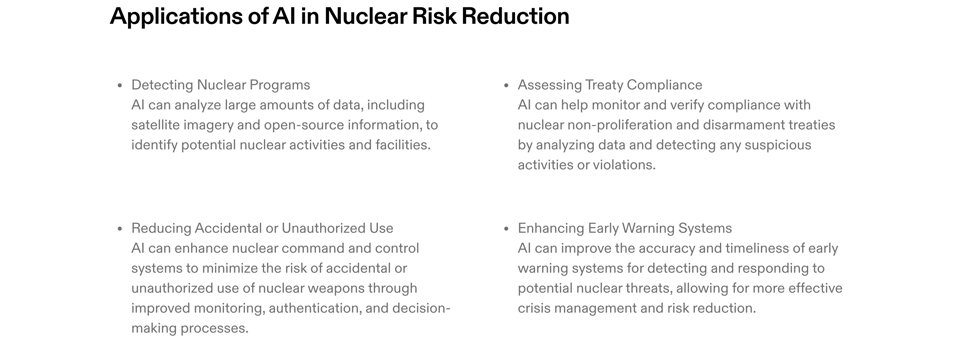 Applications of AI in Nuclear Risk Reduction
• Detecting Nuclear Programs
AI can analyze large amounts of data, including
satellite imagery and open-source information, to
identify potential nuclear activities and facilities.
• Assessing Treaty Compliance
AI can help monitor and verify compliance with
nuclear non-proliferation and disarmament treaties
by analyzing data and detecting any suspicious
activities or violations.
• Reducing Accidental or Unauthorized Use
AI can enhance nuclear command and control
systems to minimize the risk of accidental or
unauthorized use of nuclear weapons through
improved monitoring, authentication, and decision-
making processes.
• Enhancing Early Warning Systems
AI can improve the accuracy and timeliness of early
warning systems for detecting and responding to
potential nuclear threats, allowing for more effective
crisis management and risk reduction.